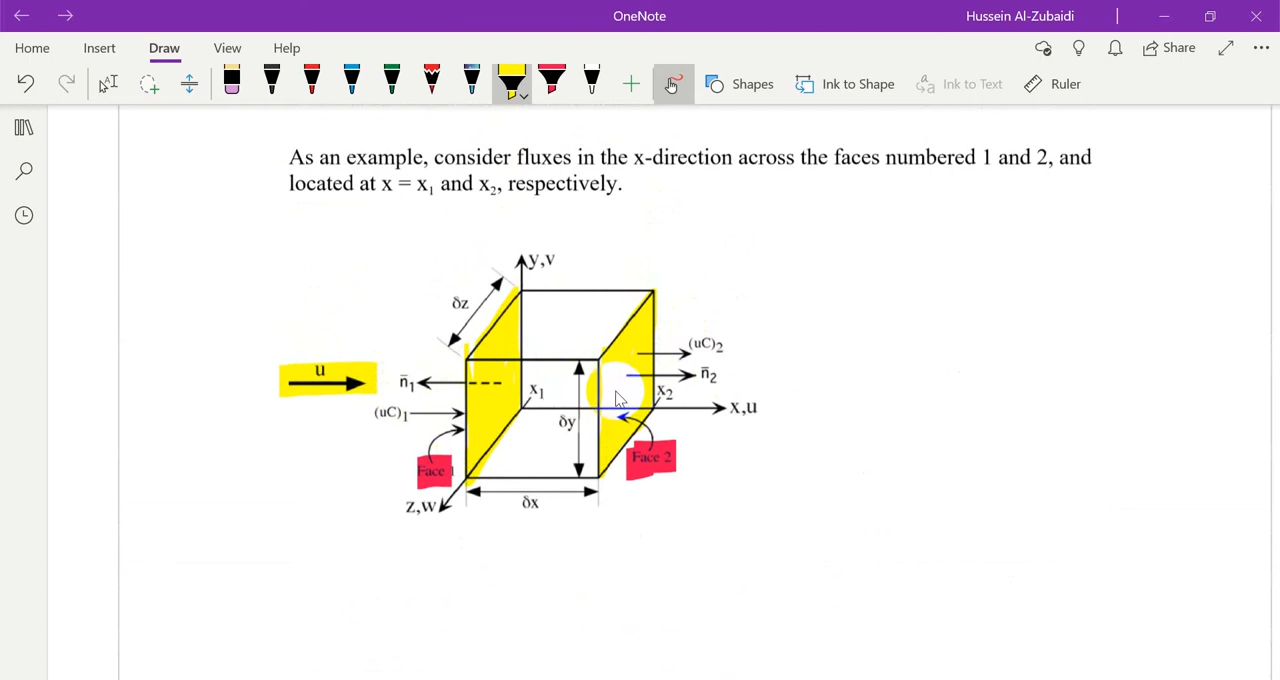 OneNote
Hussein Al-Zubaidi
Home Insert Draw View Help
Share
Shapes
Ink to Shape
Ink to Text
Ruler
As an example, consider fluxes in the x-direction across the faces numbered 1 and 2, and
located at x = x₁ and x₂, respectively.
y,v
δz
u
(uC)₂
n̄₁
n̄₂
x₁
x₂
(uC)₁
x,u
δy
Face 1
Face 2
z,w
δx